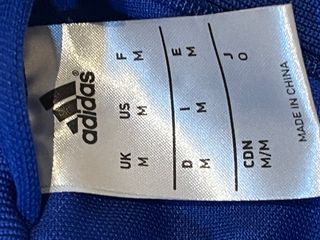 adidas
UK US F
M M M
D I E
M M M
CDN J
M/M O
MADE IN CHINA